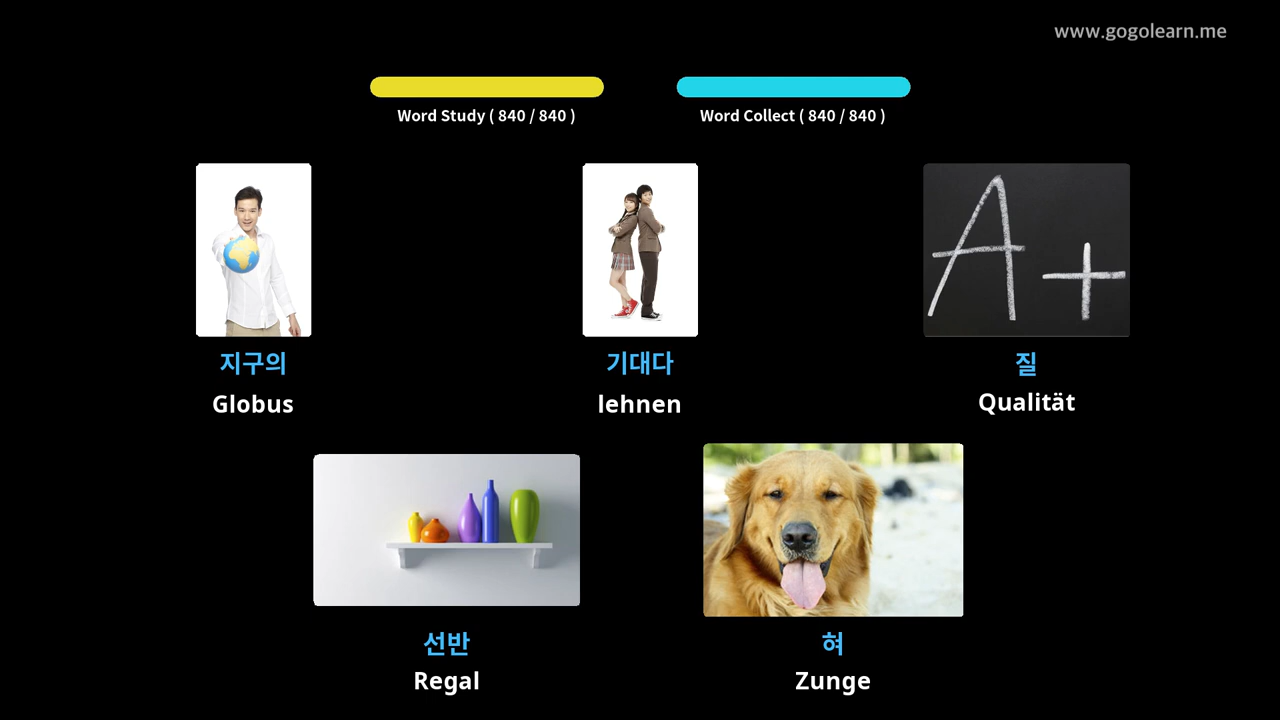 www.gogolearn.me
Word Study ( 840 / 840 )
Word Collect ( 840 / 840 )
A+
지구의
Globus
기대다
lehnen
질
Qualität
선반
Regal
혀
Zunge